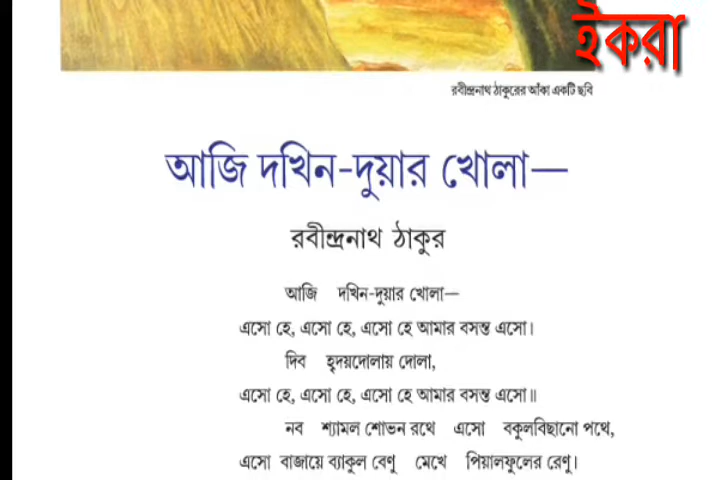 ইকরা
রবীন্দ্রনাথ ঠাকুরের আঁকা একটি ছবি
আজি দখিন-দুয়ার খোলা—
রবীন্দ্রনাথ ঠাকুর
আজি দখিন-দুয়ার খোলা—
এসো হে, এসো হে, এসো হে আমার বসন্ত এসো।
দিব হৃদয়দোলায় দোলা,
এসো হে, এসো হে, এসো হে আমার বসন্ত এসো॥
নব শ্যামল শোভন রথে এসো বকুলবিছানো পথে,
এসো বাজায়ে ব্যাকুল বেণু মেখে পিয়ালফুলের রেণু।